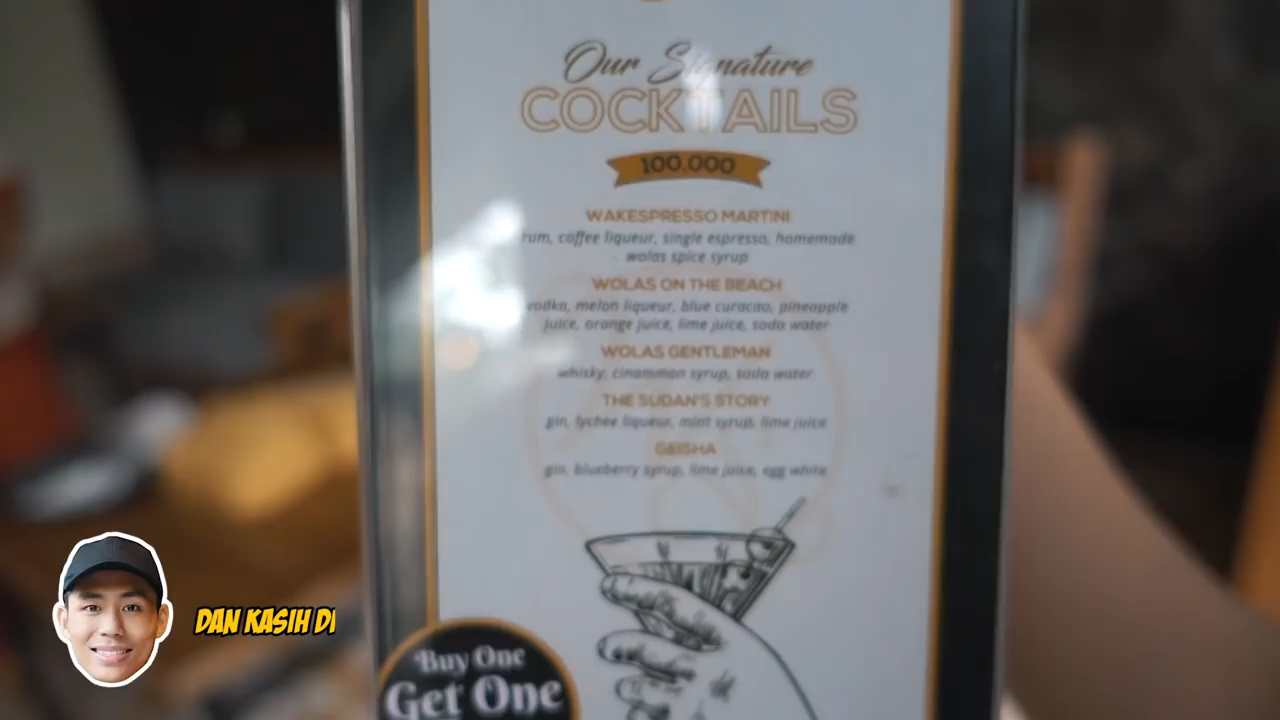 Our Signature
COCKTAILS
100.000
WAKESPRESSO MARTINI
rum, coffee liqueur, single espresso, homemade
wolas spice syrup
WOLAS ON THE BEACH
vodka, melon liqueur, blue curacao, pineapple
juice, orange juice, lime juice, soda water
WOLAS GENTLEMAN
whisky, cinammon syrup, soda water
THE SUDAN'S STORY
gin, lychee liqueur, mint syrup, lime juice
GEISHA
gin, blueberry syrup, lime juice, egg white
Buy One
Get One
DAN KASIH DI